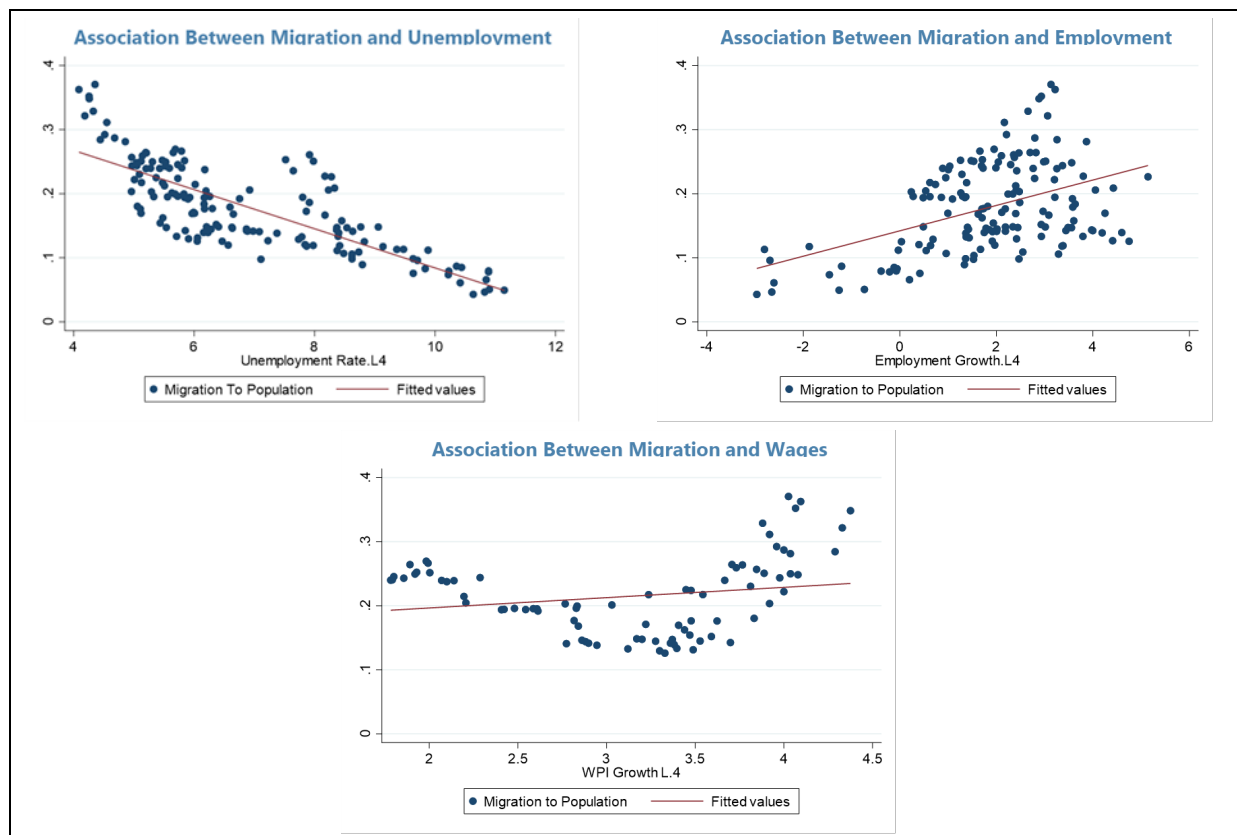 Association Between Migration and Unemployment
.4
.3
.2
.1
0
4 6 8 10 12
Unemployment Rate.L4
Migration To Population Fitted values
Association Between Migration and Employment
.4
.3
.2
.1
0
-4 -2 0 2 4 6
Employment Growth.L4
Migration to Population Fitted values
Association Between Migration and Wages
.4
.3
.2
.1
0
2 2.5 3 3.5 4 4.5
WPI Growth L.4
Migration to Population Fitted values